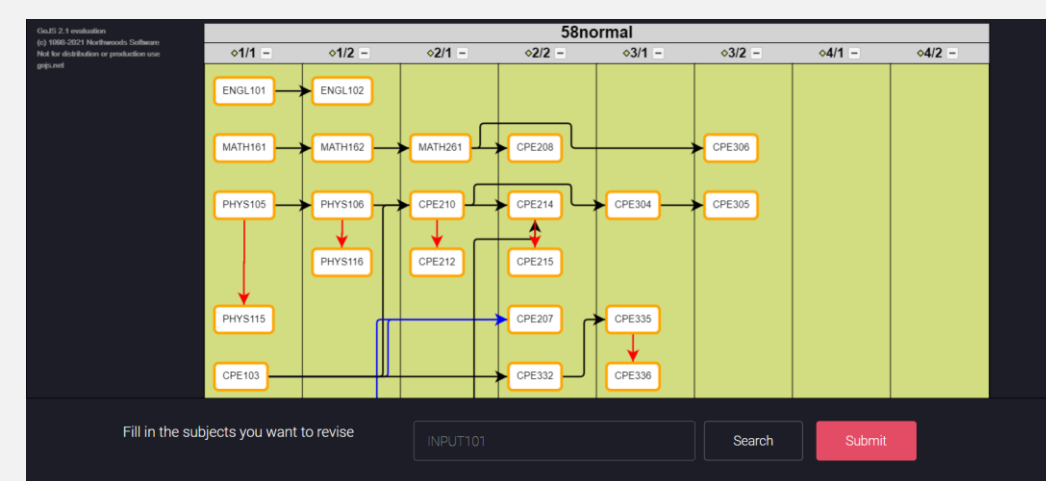 GoJS 2.1 evaluation
(c) 1998-2021 Northwoods Software
Not for distribution or production use
gojs.net
58normal
1/1 1/2 2/1 2/2 3/1 3/2 4/1 4/2
ENGL101 ENGL102
MATH161 MATH162 MATH261 CPE208 CPE306
PHYS105 PHYS106 CPE210 CPE214 CPE304 CPE305
PHYS116 CPE212 CPE215
PHYS115 CPE207 CPE335
CPE103 CPE332 CPE336
Fill in the subjects you want to revise INPUT101 Search Submit